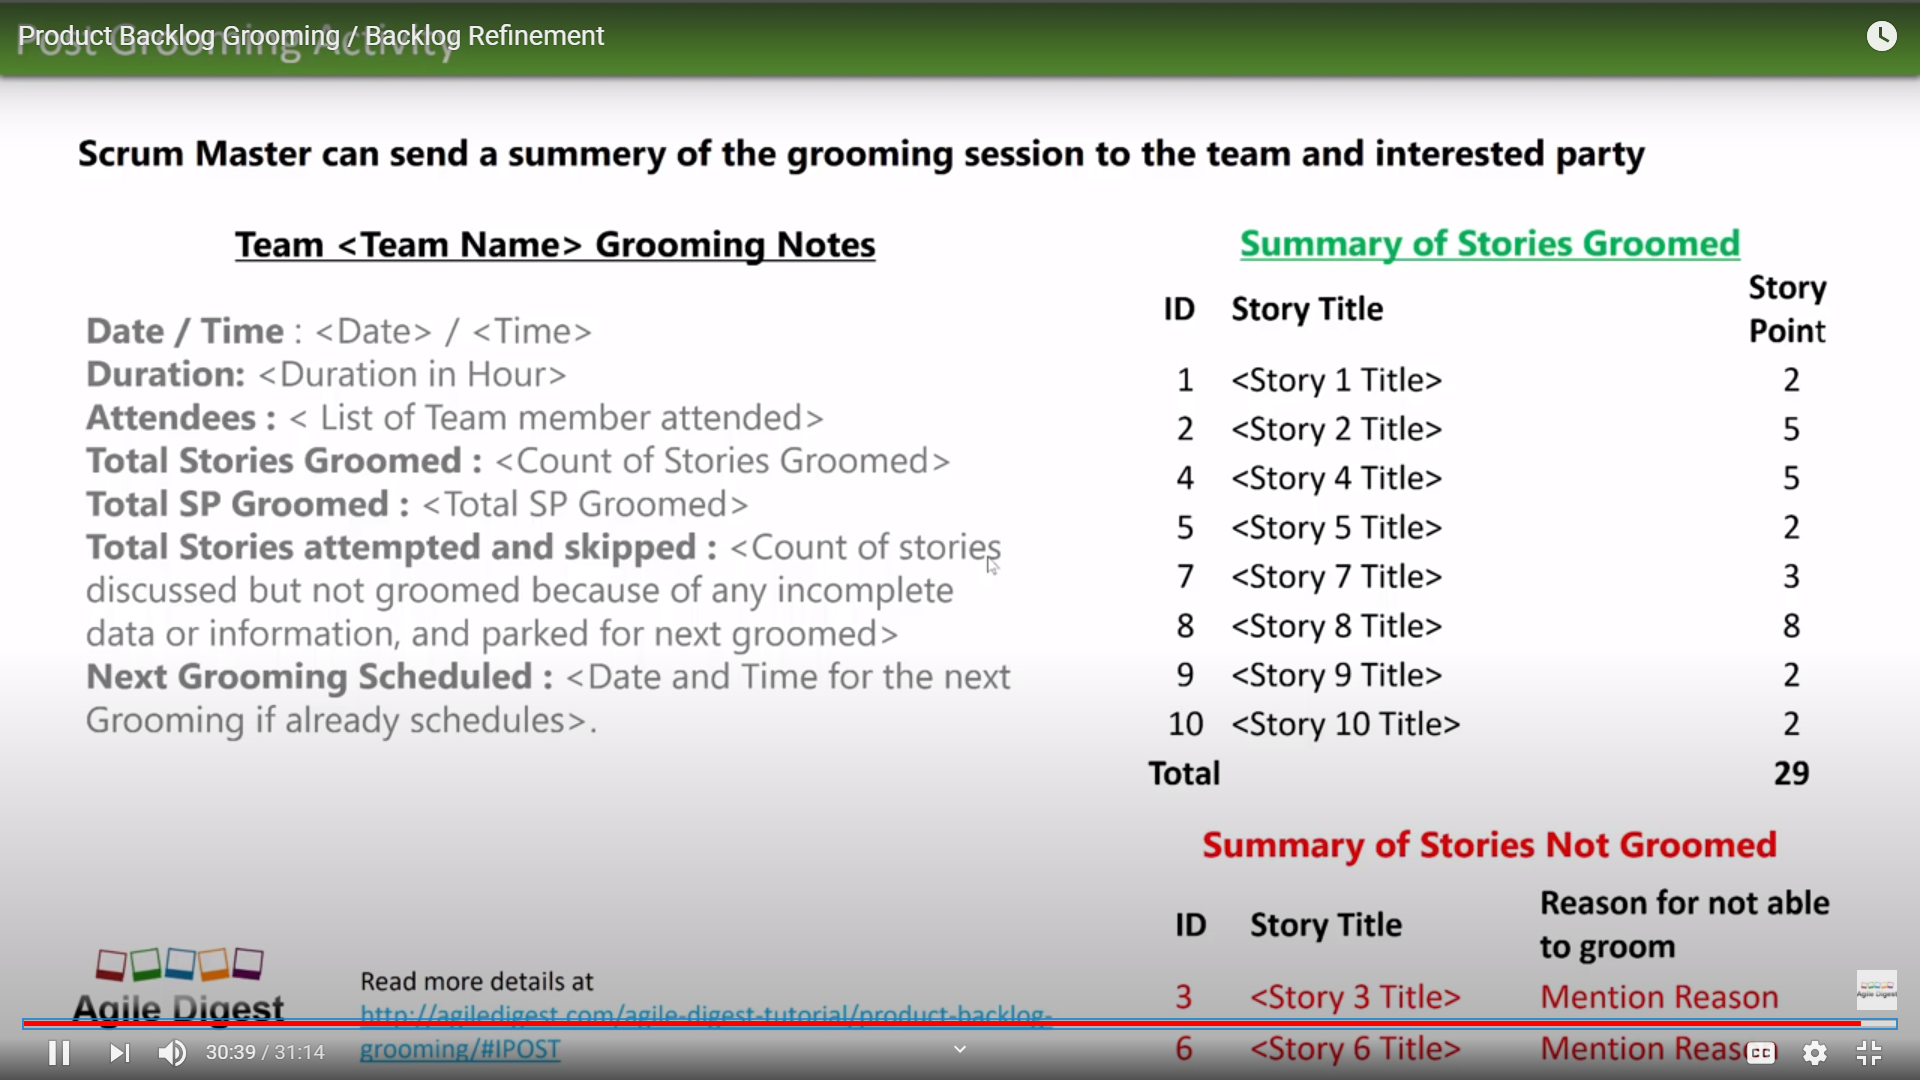 Product Backlog Grooming / Backlog Refinement
Post Grooming Activity
Scrum Master can send a summery of the grooming session to the team and interested party
Team <Team Name> Grooming Notes
Date / Time : <Date> / <Time>
Duration: <Duration in Hour>
Attendees : < List of Team member attended>
Total Stories Groomed : <Count of Stories Groomed>
Total SP Groomed : <Total SP Groomed>
Total Stories attempted and skipped : <Count of stories
discussed but not groomed because of any incomplete
data or information, and parked for next groomed>
Next Grooming Scheduled : <Date and Time for the next
Grooming if already schedules>.
Summary of Stories Groomed
ID Story Title Story
Point
1 <Story 1 Title> 2
2 <Story 2 Title> 5
4 <Story 4 Title> 5
5 <Story 5 Title> 2
7 <Story 7 Title> 3
8 <Story 8 Title> 8
9 <Story 9 Title> 2
10 <Story 10 Title> 2
Total 29
Summary of Stories Not Groomed
ID Story Title Reason for not able
to groom
3 <Story 3 Title> Mention Reason
6 <Story 6 Title> Mention Reason
Agile Digest
Read more details at
http://agiledigest.com/agile-digest-tutorial/product-backlog-
grooming/#IPOST
Agile Digest
30:39 / 31:14
CC